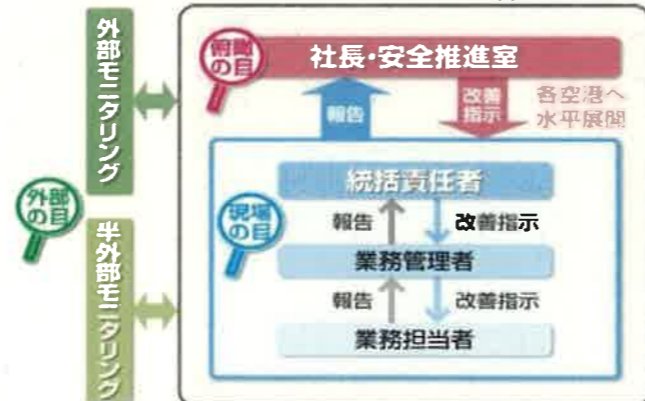 外部モニタリング
外部
の目
半外部モニタリング
俯瞰
の目
社長・安全推進室
報告
改善
指示
各空港へ
水平展開
現場
の目
統括責任者
報告
改善指示
業務管理者
報告
改善指示
業務担当者